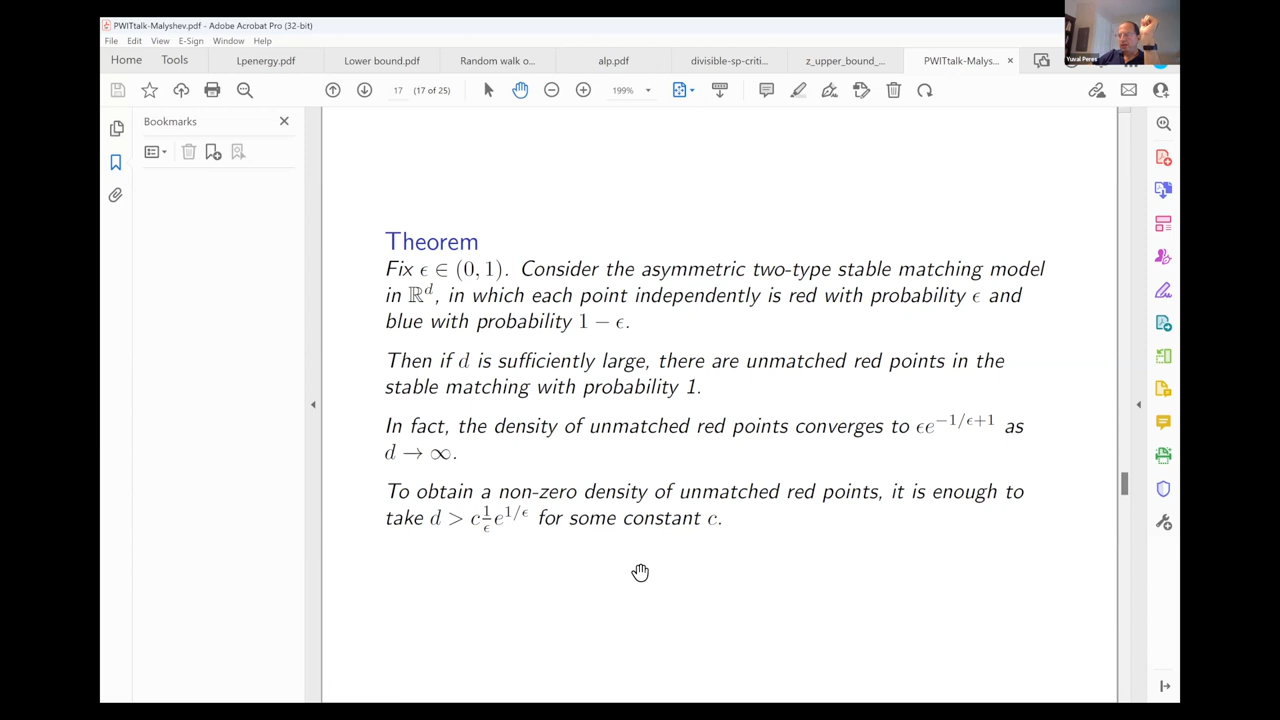 PWITtalk-Malyshev.pdf - Adobe Acrobat Pro (32-bit)
File Edit View E-Sign Window Help
Home Tools Lpenergy.pdf Lower bound.pdf Random walk o... alp.pdf divisible-sp-criti... z_upper_bound_... PWITtalk-Malys... ×
17 (17 of 25) 199%
Yuval Peres
Bookmarks
Theorem
Fix ϵ ∈ (0, 1). Consider the asymmetric two-type stable matching model
in ℝ^d, in which each point independently is red with probability ϵ and
blue with probability 1 − ϵ.
Then if d is sufficiently large, there are unmatched red points in the
stable matching with probability 1.
In fact, the density of unmatched red points converges to ϵe^{−1/ϵ+1} as
d → ∞.
To obtain a non-zero density of unmatched red points, it is enough to
take d > c\frac{1}{ϵ}e^{1/ϵ} for some constant c.